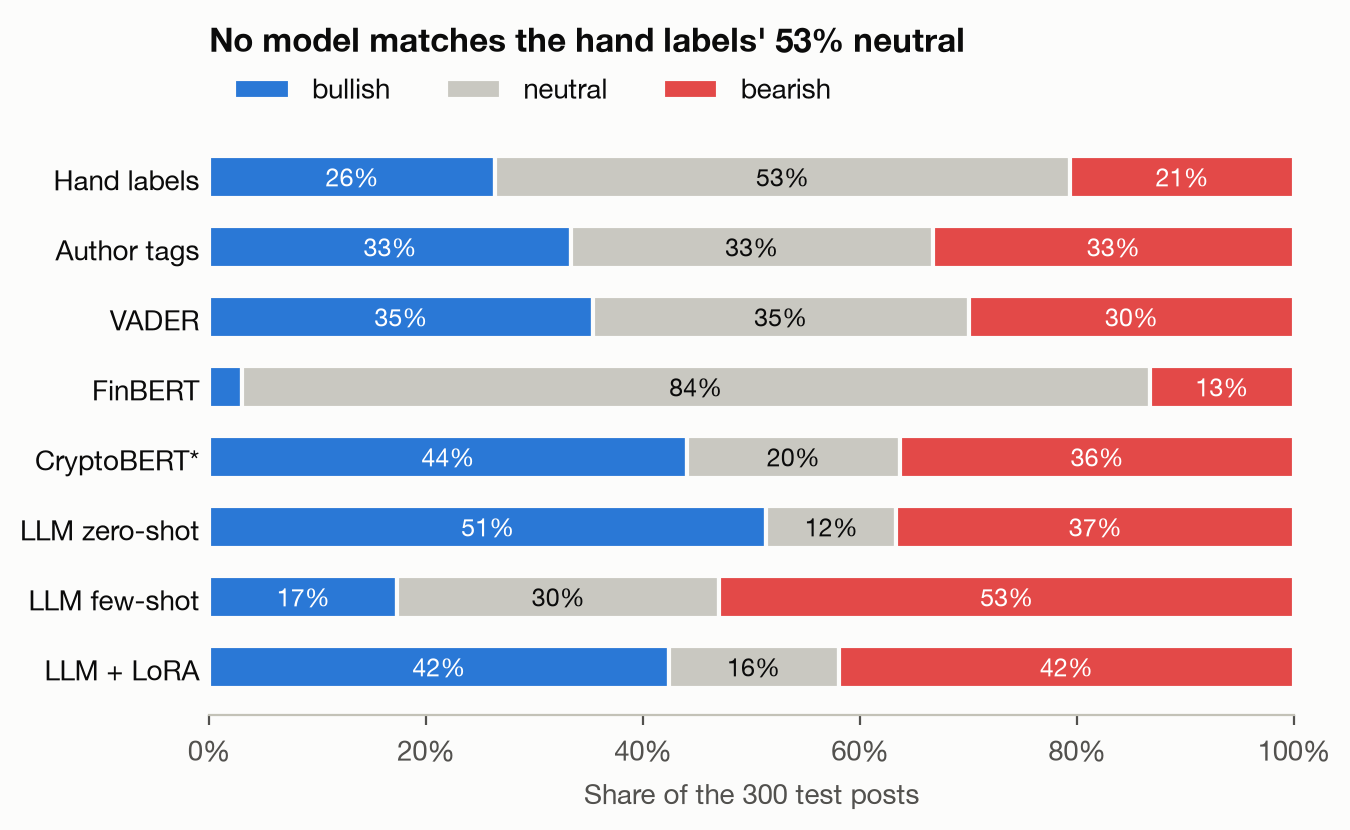 No model matches the hand labels' 53% neutral
bullish neutral bearish
Hand labels 26% 53% 21%
Author tags 33% 33% 33%
VADER 35% 35% 30%
FinBERT 84% 13%
CryptoBERT* 44% 20% 36%
LLM zero-shot 51% 12% 37%
LLM few-shot 17% 30% 53%
LLM + LoRA 42% 16% 42%
0% 20% 40% 60% 80% 100%
Share of the 300 test posts